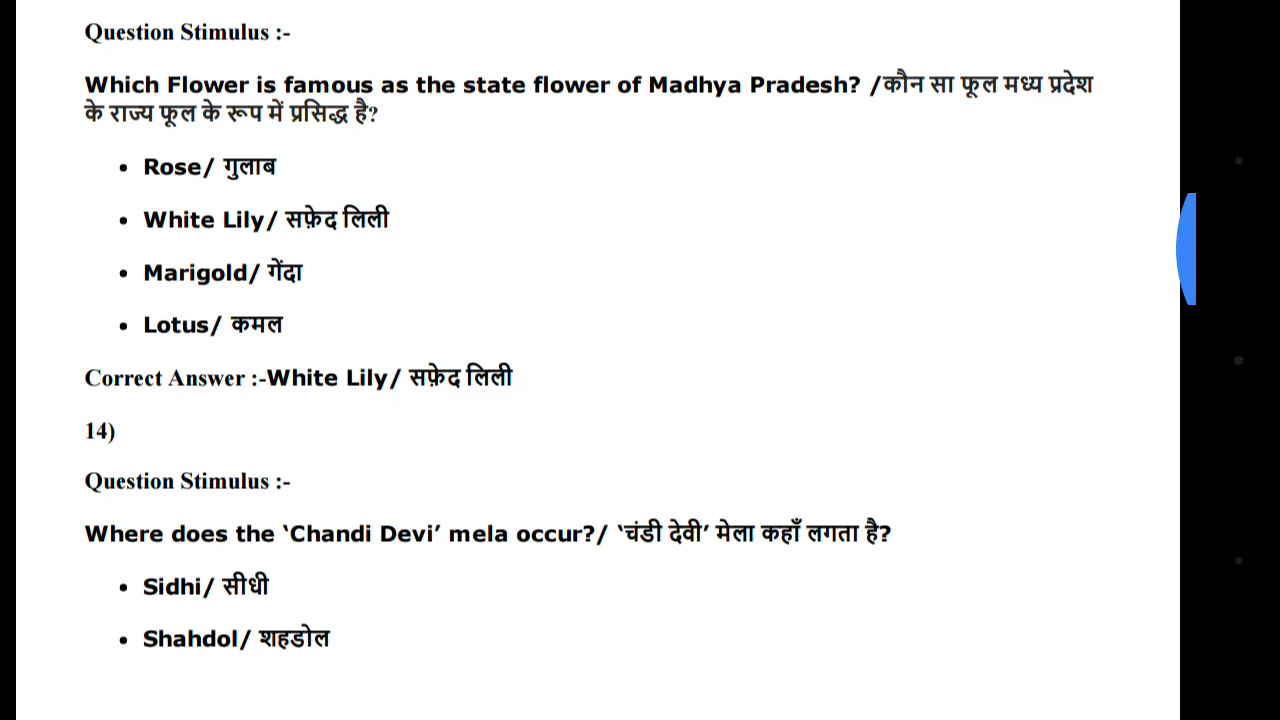 Question Stimulus :-
Which Flower is famous as the state flower of Madhya Pradesh? /कौन सा फूल मध्य प्रदेश
के राज्य फूल के रूप में प्रसिद्ध है?
• Rose/ गुलाब
• White Lily/ सफ़ेद लिली
• Marigold/ गेंदा
• Lotus/ कमल
Correct Answer :-White Lily/ सफ़ेद लिली
14)
Question Stimulus :-
Where does the ‘Chandi Devi’ mela occur?/ ‘चंडी देवी’ मेला कहाँ लगता है?
• Sidhi/ सीधी
• Shahdol/ शहडोल